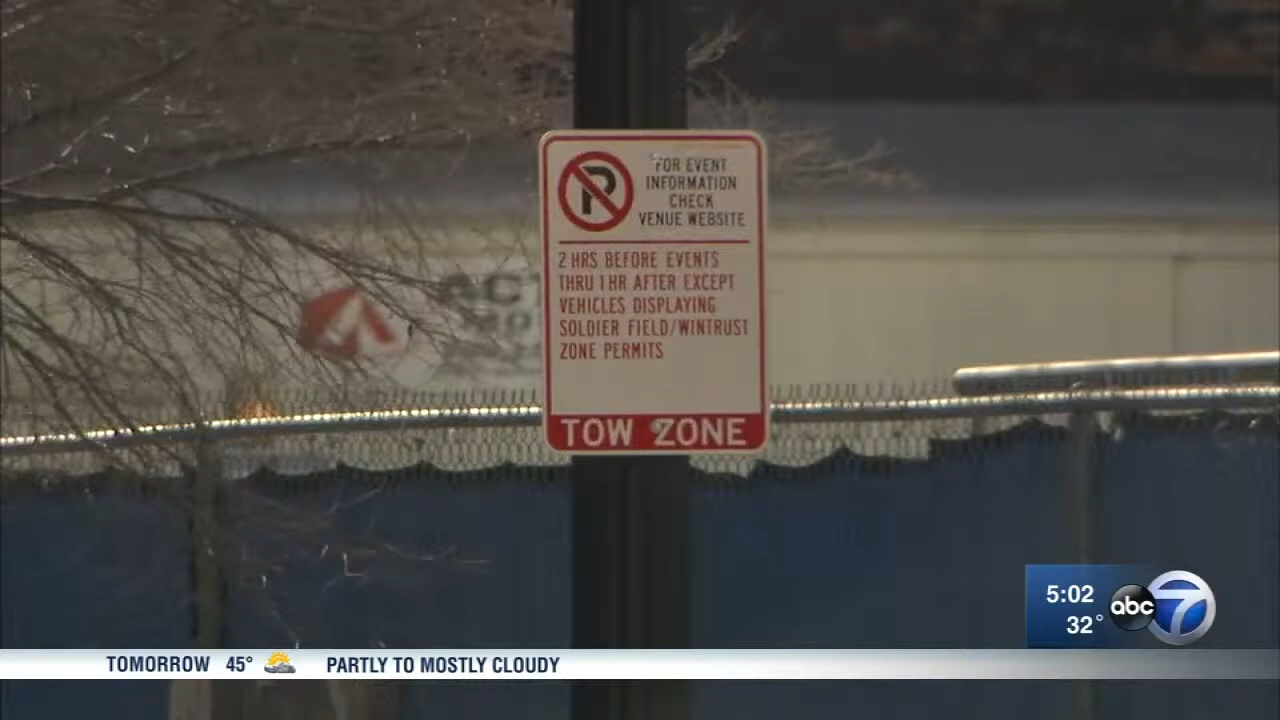 P
FOR EVENT
INFORMATION
CHECK
VENUE WEBSITE
2 HRS BEFORE EVENTS
THRU 1 HR AFTER EXCEPT
VEHICLES DISPLAYING
SOLDIER FIELD/WINTRUST
ZONE PERMITS
TOW ZONE
5:02
32°
abc 7
TOMORROW 45° PARTLY TO MOSTLY CLOUDY